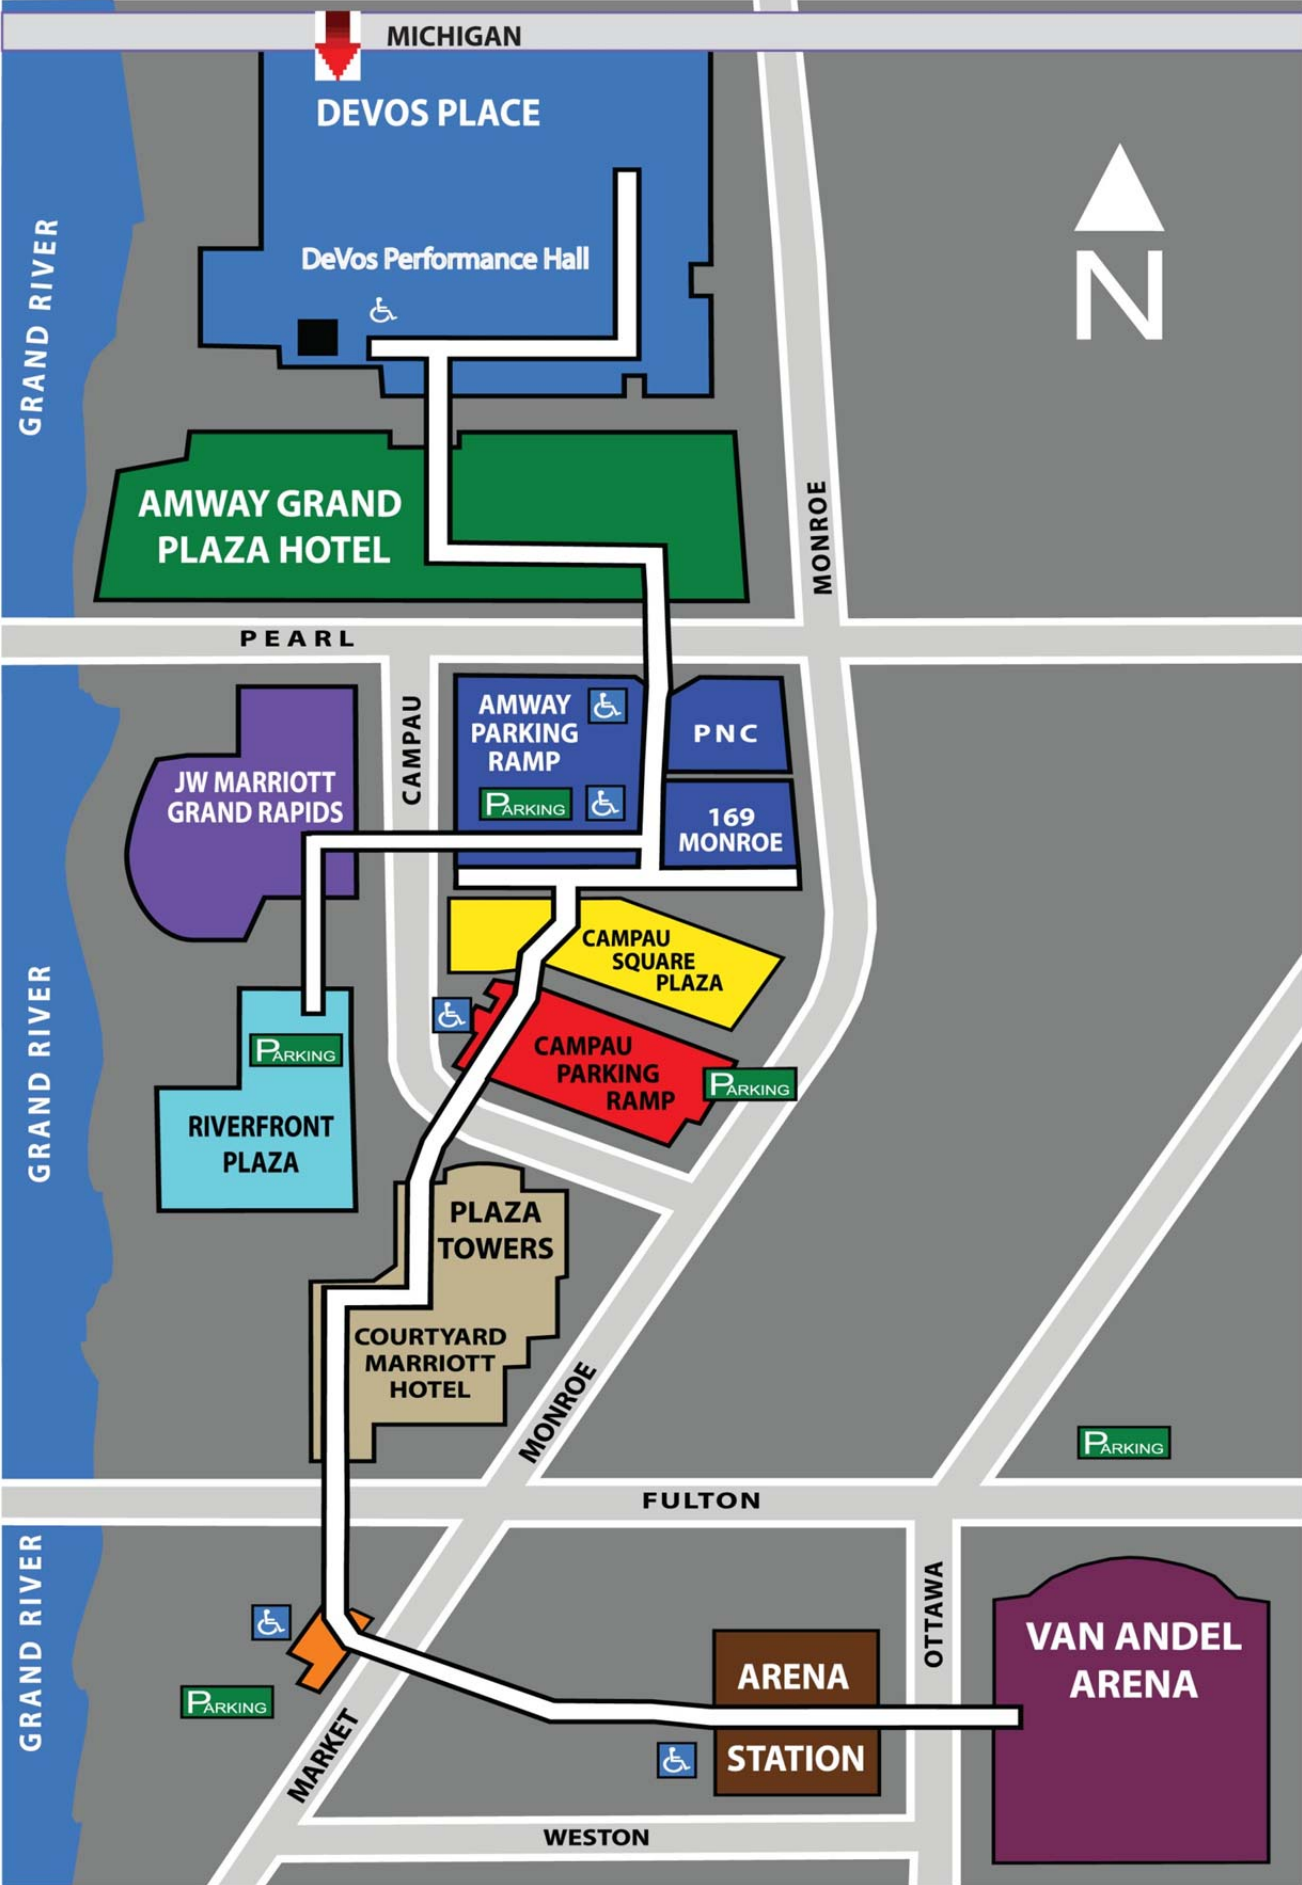 MICHIGAN
DEVOS PLACE
GRAND RIVER
DeVos Performance Hall
N
AMWAY GRAND
PLAZA HOTEL
MONROE
PEARL
CAMPAU
AMWAY
PARKING
RAMP
PARKING
PNC
169
MONROE
JW MARRIOTT
GRAND RAPIDS
CAMPAU
SQUARE
PLAZA
GRAND RIVER
PARKING
RIVERFRONT
PLAZA
CAMPAU
PARKING
RAMP
PARKING
PLAZA
TOWERS
COURTYARD
MARRIOTT
HOTEL
MONROE
PARKING
FULTON
GRAND RIVER
OTTAWA
VAN ANDEL
ARENA
ARENA
STATION
PARKING
MARKET
WESTON